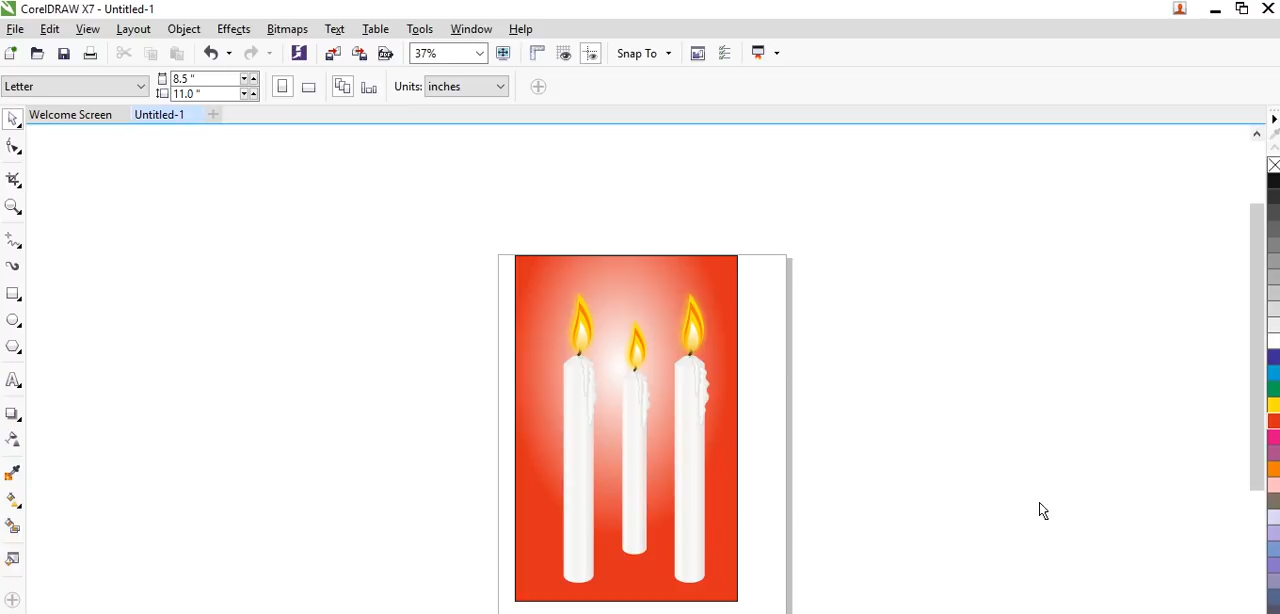 CorelDRAW X7 - Untitled-1
File Edit View Layout Object Effects Bitmaps Text Table Tools Window Help
37% Snap To
Letter 8.5 " Units: inches
11.0 "
Welcome Screen Untitled-1